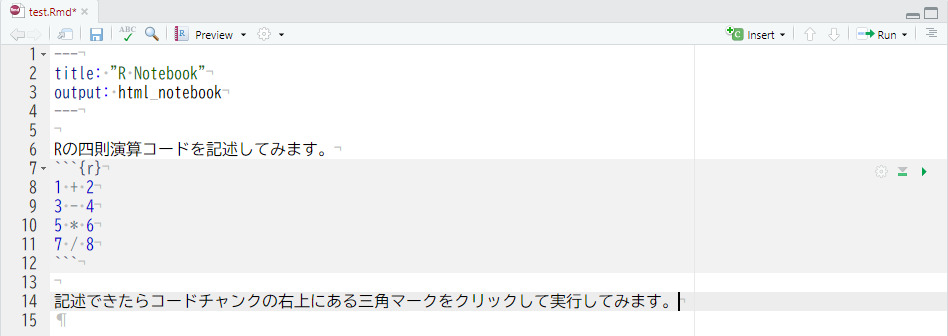 test.Rmd*
ABC Preview Insert Run
1 ---
2 title: "R Notebook"
3 output: html_notebook
4 ---
5
6 Rの四則演算コードを記述してみます。
7 ```{r}
8 1 + 2
9 3 - 4
10 5 * 6
11 7 / 8
12 ```
13
14 記述できたらコードチャンクの右上にある三角マークをクリックして実行してみます。
15